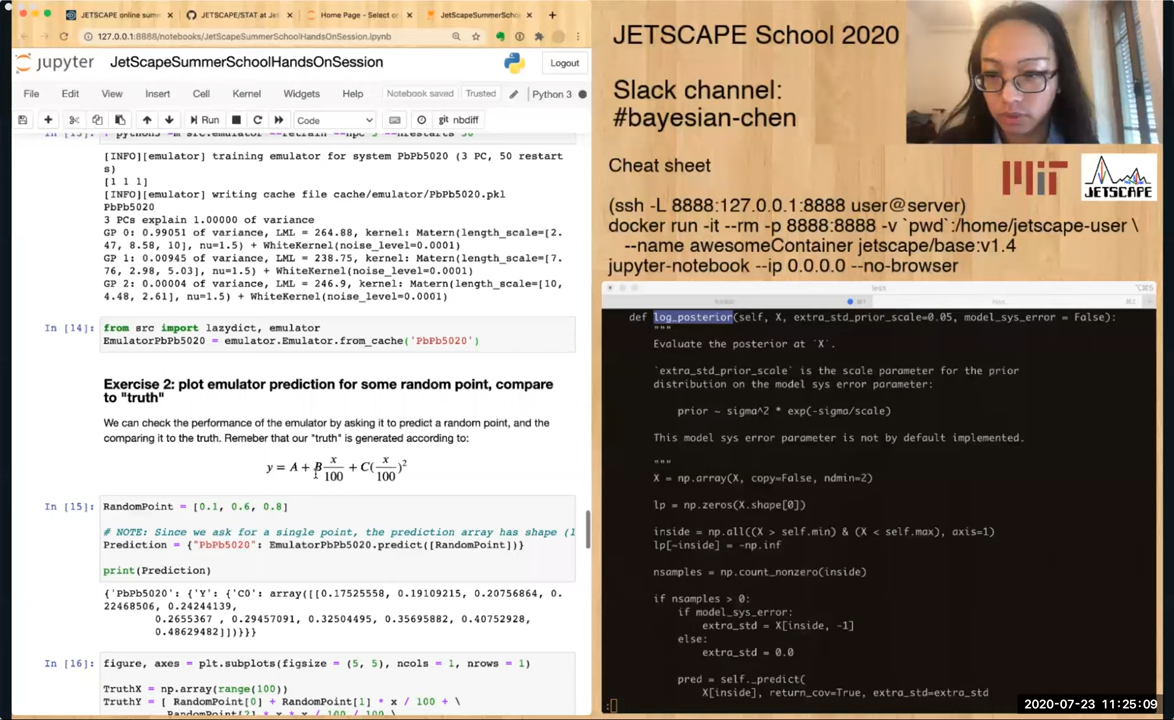 JETSCAPE online summ
JETSCAPE/STAT at Je
Home Page - Select or
JetScapeSummerSch
127.0.0.1:8888/notebooks/JetScapeSummerSchoolHandsOnSession.ipynb
jupyter
JetScapeSummerSchoolHandsOnSession
Logout
File Edit View Insert Cell Kernel Widgets Help
Notebook saved
Trusted
Python 3
Run
Code
git nbdiff
[INFO][emulator] training emulator for system PbPb5020 (3 PC, 50 restart
s)
[1 1 1]
[INFO][emulator] writing cache file cache/emulator/PbPb5020.pkl
PbPb5020
3 PCs explain 1.00000 of variance
GP 0: 0.99051 of variance, LML = 264.88, kernel: Matern(length_scale=[2.
47, 8.58, 10], nu=1.5) + WhiteKernel(noise_level=0.0001)
GP 1: 0.00945 of variance, LML = 238.75, kernel: Matern(length_scale=[7.
76, 2.98, 5.03], nu=1.5) + WhiteKernel(noise_level=0.0001)
GP 2: 0.00004 of variance, LML = 246.9, kernel: Matern(length_scale=[10,
4.48, 2.61], nu=1.5) + WhiteKernel(noise_level=0.0001)
In [14]: from src import lazydict, emulator
EmulatorPbPb5020 = emulator.Emulator.from_cache('PbPb5020')
Exercise 2: plot emulator prediction for some random point, compare
to "truth"
We can check the performance of the emulator by asking it to predict a random point, and the
comparing it to the truth. Remeber that our "truth" is generated according to:
y = A + B x/100 + C(x/100)²
In [15]: RandomPoint = [0.1, 0.6, 0.8]
# NOTE: Since we ask for a single point, the prediction array has shape (1
Prediction = {"PbPb5020": EmulatorPbPb5020.predict([RandomPoint])}
print(Prediction)
{'PbPb5020': {'Y': {'C0': array([[0.17525558, 0.19109215, 0.20756864, 0.
22468506, 0.24244139,
0.2655367 , 0.29457091, 0.32504495, 0.35695882, 0.40752928,
0.48629482]])}}}
In [16]: figure, axes = plt.subplots(figsize = (5, 5), ncols = 1, nrows = 1)
TruthX = np.array(range(100))
TruthY = [ RandomPoint[0] + RandomPoint[1] * x / 100 + \
JETSCAPE School 2020
Slack channel:
#bayesian-chen
Cheat sheet
MIT
JETSCAPE
(ssh -L 8888:127.0.0.1:8888 user@server)
docker run -it --rm -p 8888:8888 -v `pwd`:/home/jetscape-user \
--name awesomeContainer jetscape/base:v1.4
jupyter-notebook --ip 0.0.0.0 --no-browser
def log_posterior(self, X, extra_std_prior_scale=0.05, model_sys_error = False):
"""
Evaluate the posterior at `X`.
`extra_std_prior_scale` is the scale parameter for the prior
distribution on the model sys error parameter:
prior ~ sigma^2 * exp(-sigma/scale)
This model sys error parameter is not by default implemented.
"""
X = np.array(X, copy=False, ndmin=2)
lp = np.zeros(X.shape[0])
inside = np.all((X > self.min) & (X < self.max), axis=1)
lp[~inside] = -np.inf
nsamples = np.count_nonzero(inside)
if nsamples > 0:
if model_sys_error:
extra_std = X[inside, -1]
else:
extra_std = 0.0
pred = self._predict(
X[inside], return_cov=True, extra_std=extra_std
:
2020-07-23 11:25:09